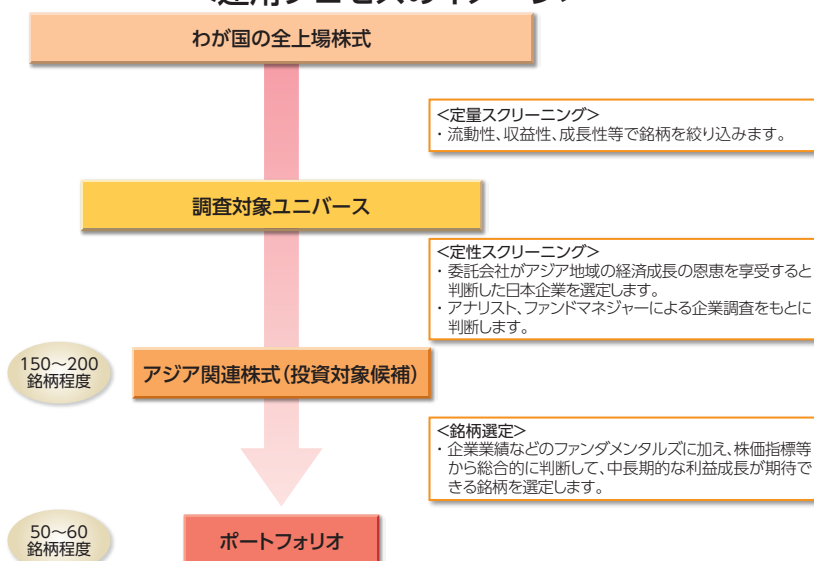 <運用プロセスのイメージ>
わが国の全上場株式
<定量スクリーニング>
・流動性、収益性、成長性等で銘柄を絞り込みます。
調査対象ユニバース
<定性スクリーニング>
・委託会社がアジア地域の経済成長の恩恵を享受すると
判断した日本企業を選定します。
・アナリスト、ファンドマネジャーによる企業調査をもとに
判断します。
150~200
銘柄程度
アジア関連株式(投資対象候補)
<銘柄選定>
・企業業績などのファンダメンタルズに加え、株価指標等
から総合的に判断して、中長期的な利益成長が期待で
きる銘柄を選定します。
50~60
銘柄程度
ポートフォリオ